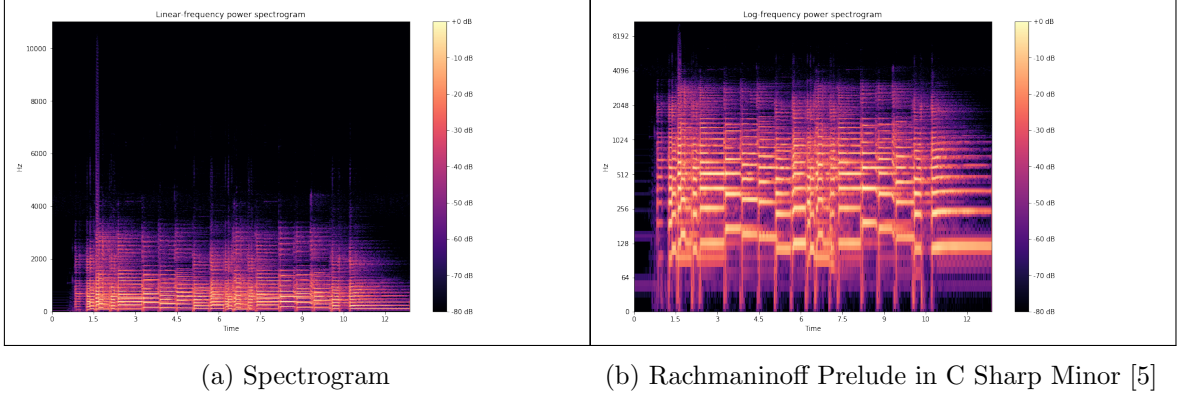 Linear-frequency power spectrogram
10000
8000
6000
4000
2000
0
Hz
0 1.5 3 4.5 6 7.5 9 10.5 12
Time
+0 dB
-10 dB
-20 dB
-30 dB
-40 dB
-50 dB
-60 dB
-70 dB
-80 dB
Log-frequency power spectrogram
8192
4096
2048
1024
512
256
128
64
0
Hz
0 1.5 3 4.5 6 7.5 9 10 12
Time
+0 dB
-10 dB
-20 dB
-30 dB
-40 dB
-50 dB
-60 dB
-70 dB
-80 dB
(a) Spectrogram
(b) Rachmaninoff Prelude in C Sharp Minor [5]